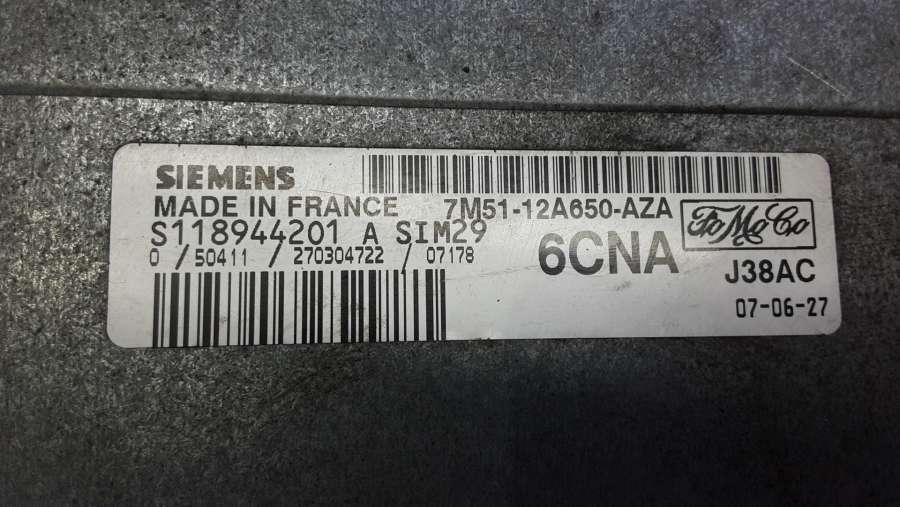 SIEMENS
MADE IN FRANCE 7M51-12A650-AZA
S118944201 A SIM29
0 / 50411 / 270304722 / 07178
6CNA
FoMoCo
J38AC
07-06-27